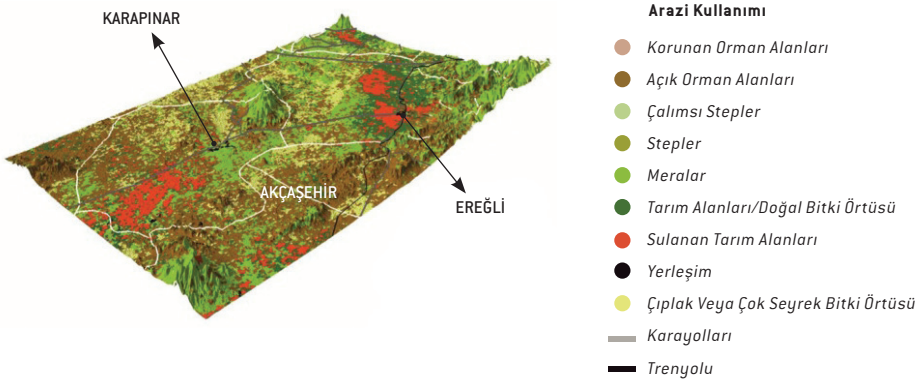 KARAPINAR
AKÇAŞEHİR
EREĞLİ
Arazi Kullanımı
Korunan Orman Alanları
Açık Orman Alanları
Çalımsı Stepler
Stepler
Meralar
Tarım Alanları/Doğal Bitki Örtüsü
Sulanan Tarım Alanları
Yerleşim
Çıplak Veya Çok Seyrek Bitki Örtüsü
Karayolları
Trenyolu